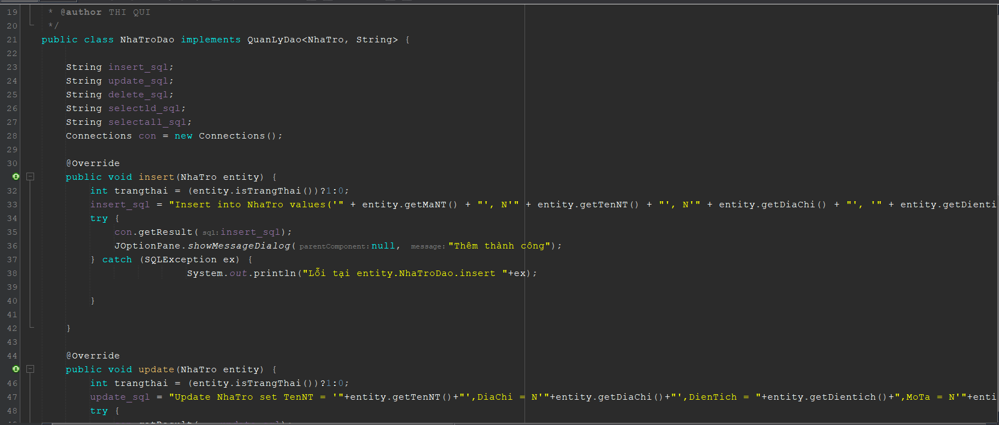 19 * @author THI QUI
20 */
21 public class NhaTroDao implements QuanLyDao<NhaTro, String> {
22
23 String insert_sql;
24 String update_sql;
25 String delete_sql;
26 String selectld_sql;
27 String selectall_sql;
28 Connections con = new Connections();
29
30 @Override
public void insert(NhaTro entity) {
32 int trangthai = (entity.isTrangThai())?1:0;
33 insert_sql = "Insert into NhaTro values('" + entity.getMaNT() + "', N'" + entity.getTenNT() + "', N'" + entity.getDiaChi() + "', '" + entity.getDienti
34 try {
35 con.getResult( sql: insert_sql);
36 JOptionPane.showMessageDialog( parentComponent: null, message: "Thêm thành công");
37 } catch (SQLException ex) {
38 System.out.println("Lỗi tại entity.NhaTroDao.insert "+ex);
39
40 }
41
42 }
43
44 @Override
public void update(NhaTro entity) {
46 int trangthai = (entity.isTrangThai())?1:0;
47 update_sql = "Update NhaTro set TenNT = '"+entity.getTenNT()+"',DiaChi = N'"+entity.getDiaChi()+"',DienTich = "+entity.getDientich()+",MoTa = N'"+enti
48 try {